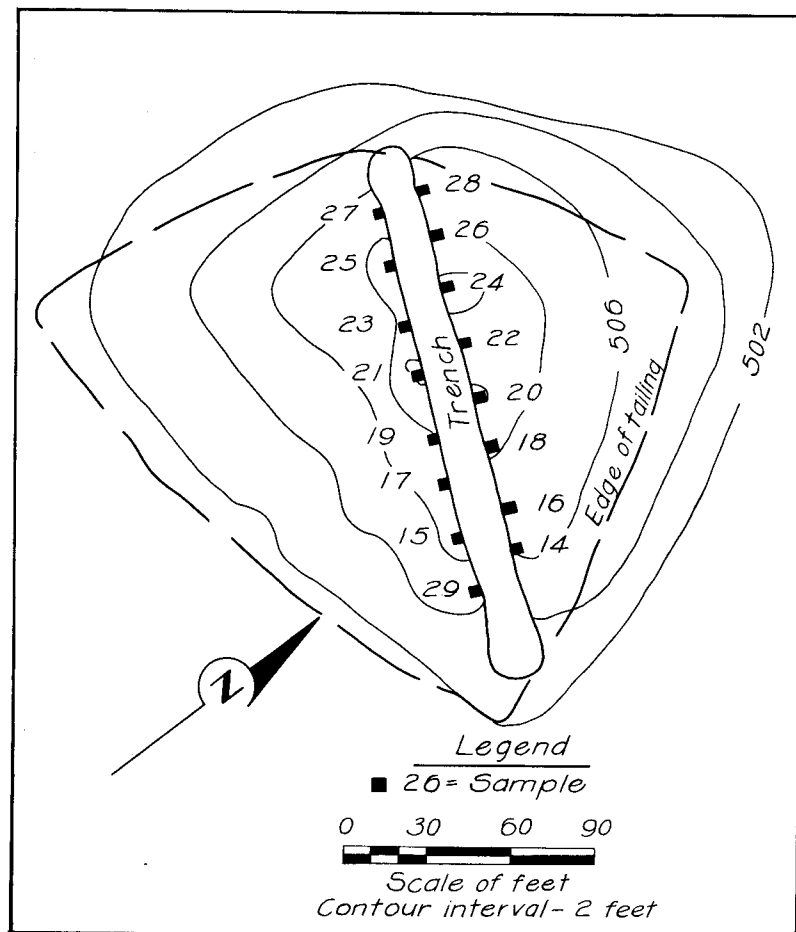 28
27
26
25
24
23
22
506
502
Trench
21
20
19
18
17
16
15
14
29
Edge of tailing
N
Legend
26 = Sample
0 30 60 90
Scale of feet
Contour interval - 2 feet